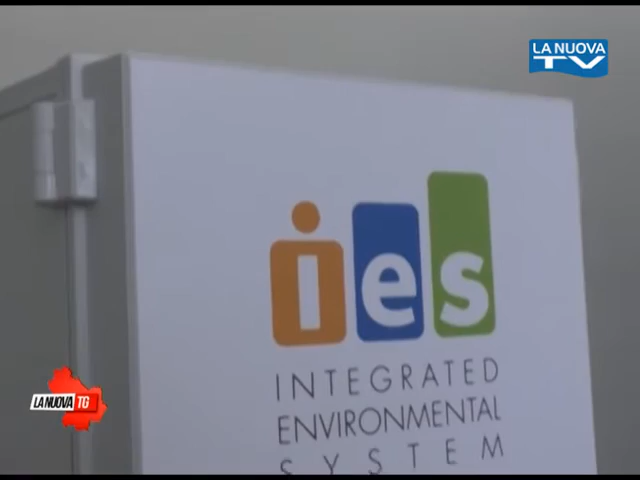 LA NUOVA
TV
ies
INTEGRATED
ENVIRONMENTAL
SYSTEM
LA NUOVA TG